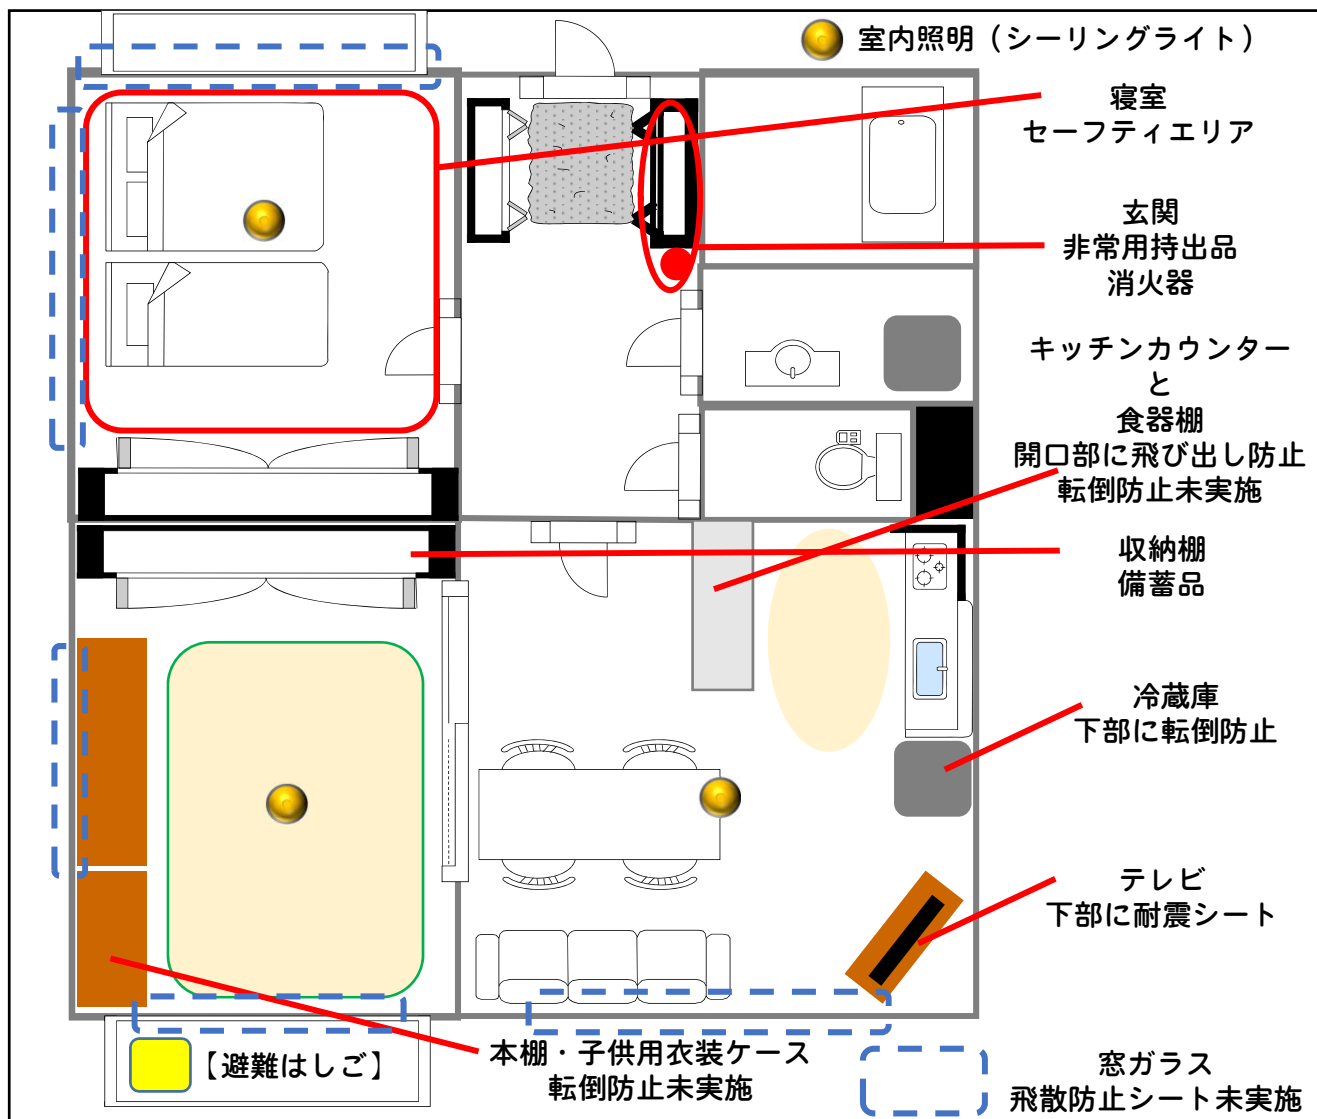 室内照明（シーリングライト）
寝室
セーフティエリア
玄関
非常用持出品
消火器
キッチンカウンター
と
食器棚
開口部に飛び出し防止
転倒防止未実施
収納棚
備蓄品
冷蔵庫
下部に転倒防止
テレビ
下部に耐震シート
【避難はしご】
本棚・子供用衣装ケース
転倒防止未実施
窓ガラス
飛散防止シート未実施